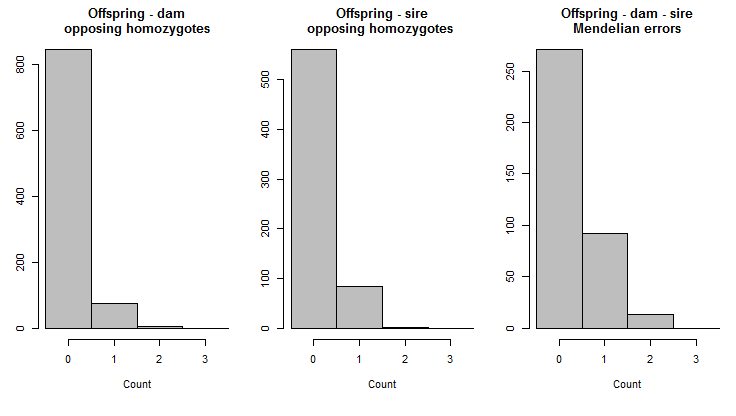 Offspring - dam
opposing homozygotes
0 200 400 600 800
0 1 2 3
Count
Offspring - sire
opposing homozygotes
0 100 200 300 400 500
0 1 2 3
Count
Offspring - dam - sire
Mendelian errors
0 50 100 150 200 250
0 1 2 3
Count